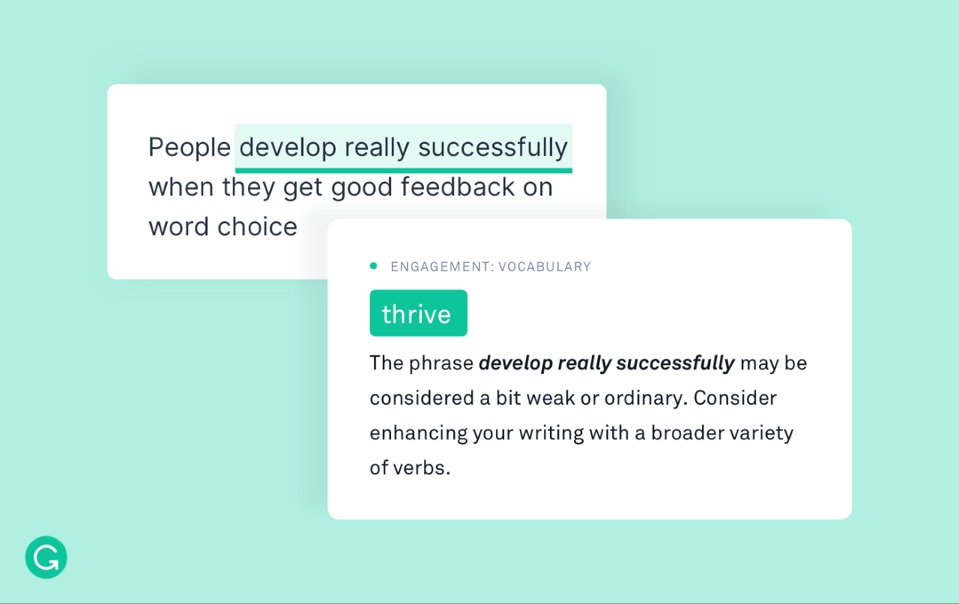 People develop really successfully
when they get good feedback on
word choice
ENGAGEMENT: VOCABULARY
thrive
The phrase develop really successfully may be
considered a bit weak or ordinary. Consider
enhancing your writing with a broader variety
of verbs.
G